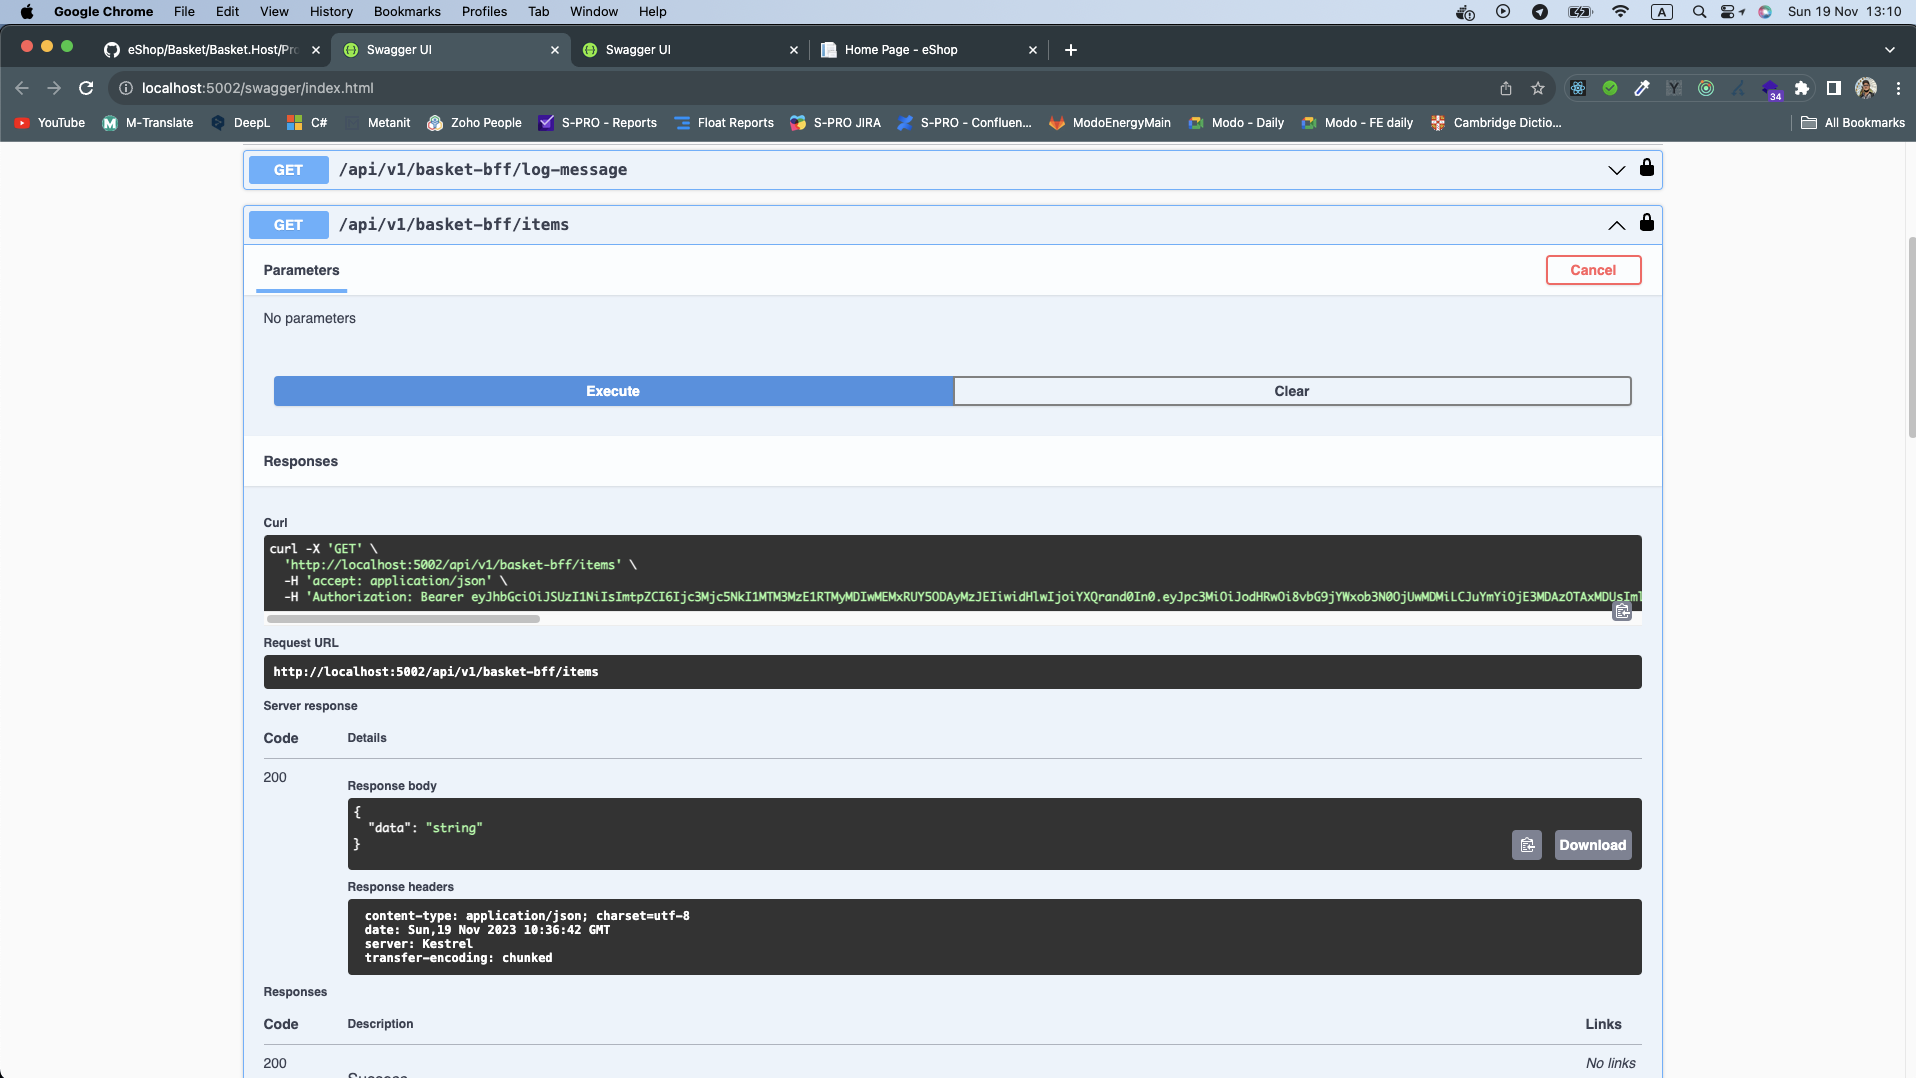 Google Chrome File Edit View History Bookmarks Profiles Tab Window Help A Sun 19 Nov 13:10
eShop/Basket/Basket.Host/Pro Swagger UI Swagger UI Home Page - eShop
localhost:5002/swagger/index.html 34
YouTube M-Translate DeepL C# Metanit Zoho People S-PRO - Reports Float Reports S-PRO JIRA S-PRO - Confluen... ModoEnergyMain Modo - Daily Modo - FE daily Cambridge Dictio... All Bookmarks
GET /api/v1/basket-bff/log-message
GET /api/v1/basket-bff/items
Parameters Cancel
No parameters
Execute Clear
Responses
Curl
curl -X 'GET' \
'http://localhost:5002/api/v1/basket-bff/items' \
-H 'accept: application/json' \
-H 'Authorization: Bearer
Request URL
http://localhost:5002/api/v1/basket-bff/items
Server response
Code Details
200
Response body
{
"data": "string"
}
Download
Response headers
content-type: application/json; charset=utf-8
date: Sun,19 Nov 2023 10:36:42 GMT
server: Kestrel
transfer-encoding: chunked
Responses
Code Description Links
200 No links